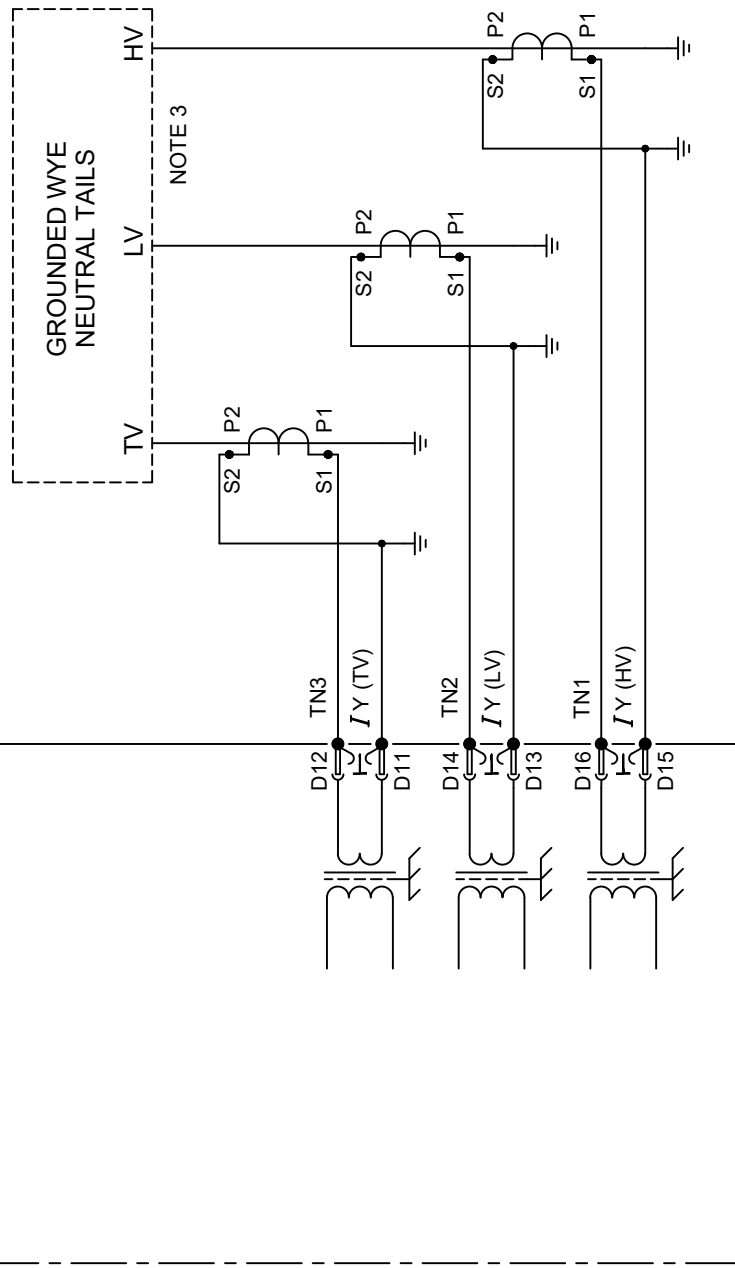 GROUNDED WYE
NEUTRAL TAILS
TV
LV
HV
NOTE 3
P2
P1
S2
S1
P2
P1
S2
S1
P2
P1
S2
S1
TN3
I Y (TV)
TN2
I Y (LV)
TN1
I Y (HV)
D12
D11
D14
D13
D16
D15